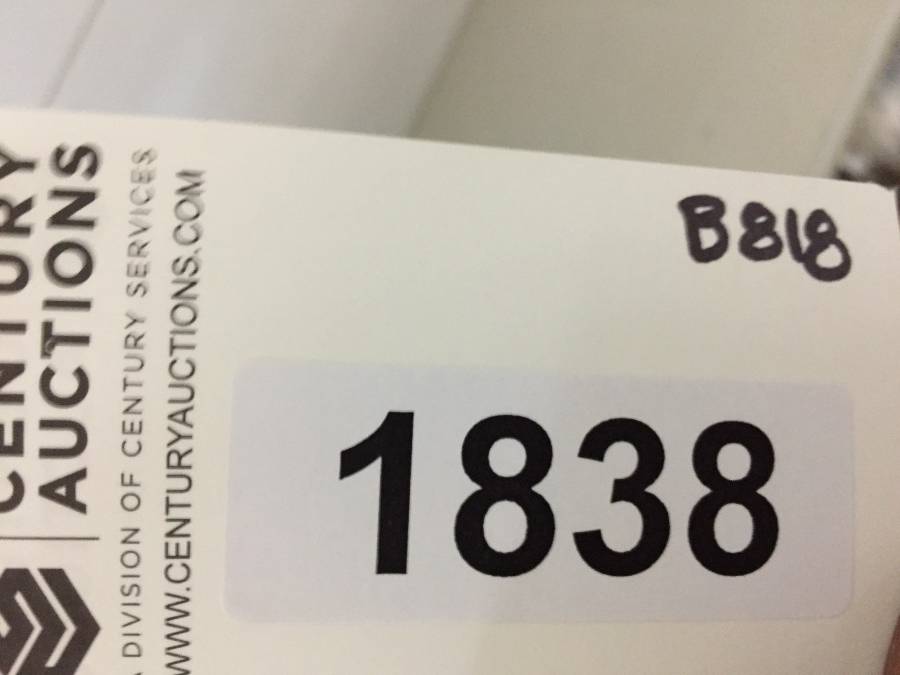 CENTURY
AUCTIONS
A DIVISION OF CENTURY SERVICES
WWW.CENTURYAUCTIONS.COM
B818
1838